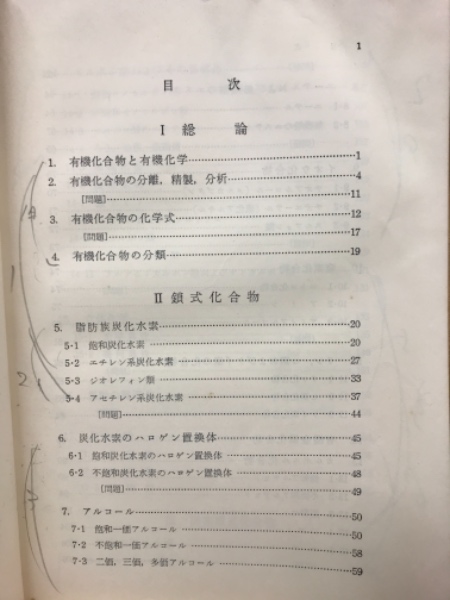 1
目 次
I 総 論
1. 有機化合物と有機化学……1
2. 有機化合物の分離，精製，分析……4
[問題]……11
3. 有機化合物の化学式……12
[問題]……17
4. 有機化合物の分類……19
II 鎖式化合物
5. 脂肪族炭化水素……20
5-1 飽和炭化水素……20
5-2 エチレン系炭化水素……27
5-3 ジオレフィン類……33
5-4 アセチレン系炭化水素……37
[問題]……44
6. 炭化水素のハロゲン置換体……45
6-1 飽和炭化水素のハロゲン置換体……45
6-2 不飽和炭化水素のハロゲン置換体……48
[問題]……49
7. アルコール……50
7-1 飽和一価アルコール……50
7-2 不飽和一価アルコール……58
7-3 二価，三価，多価アルコール……59